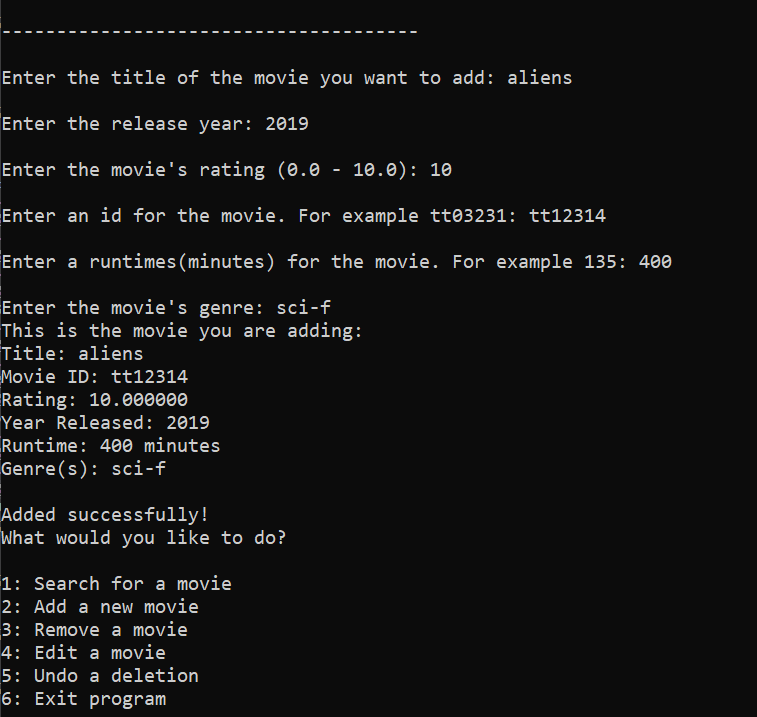 --------------------------------------
Enter the title of the movie you want to add: aliens
Enter the release year: 2019
Enter the movie's rating (0.0 - 10.0): 10
Enter an id for the movie. For example tt03231: tt12314
Enter a runtimes(minutes) for the movie. For example 135: 400
Enter the movie's genre: sci-f
This is the movie you are adding:
Title: aliens
Movie ID: tt12314
Rating: 10.000000
Year Released: 2019
Runtime: 400 minutes
Genre(s): sci-f
Added successfully!
What would you like to do?
1: Search for a movie
2: Add a new movie
3: Remove a movie
4: Edit a movie
5: Undo a deletion
6: Exit program